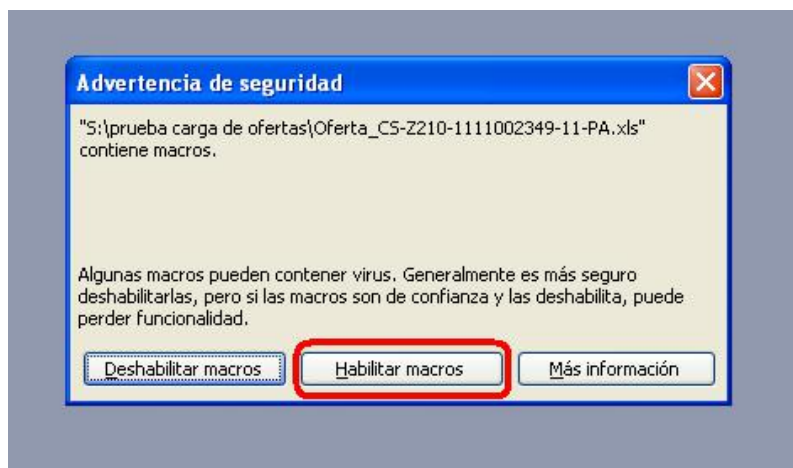 Advertencia de seguridad
"S:\prueba carga de ofertas\Oferta_CS-Z210-1111002349-11-PA.xls"
contiene macros.
Algunas macros pueden contener virus. Generalmente es más seguro
deshabilitarlas, pero si las macros son de confianza y las deshabilita, puede
perder funcionalidad.
Deshabilitar macros Habilitar macros Más información